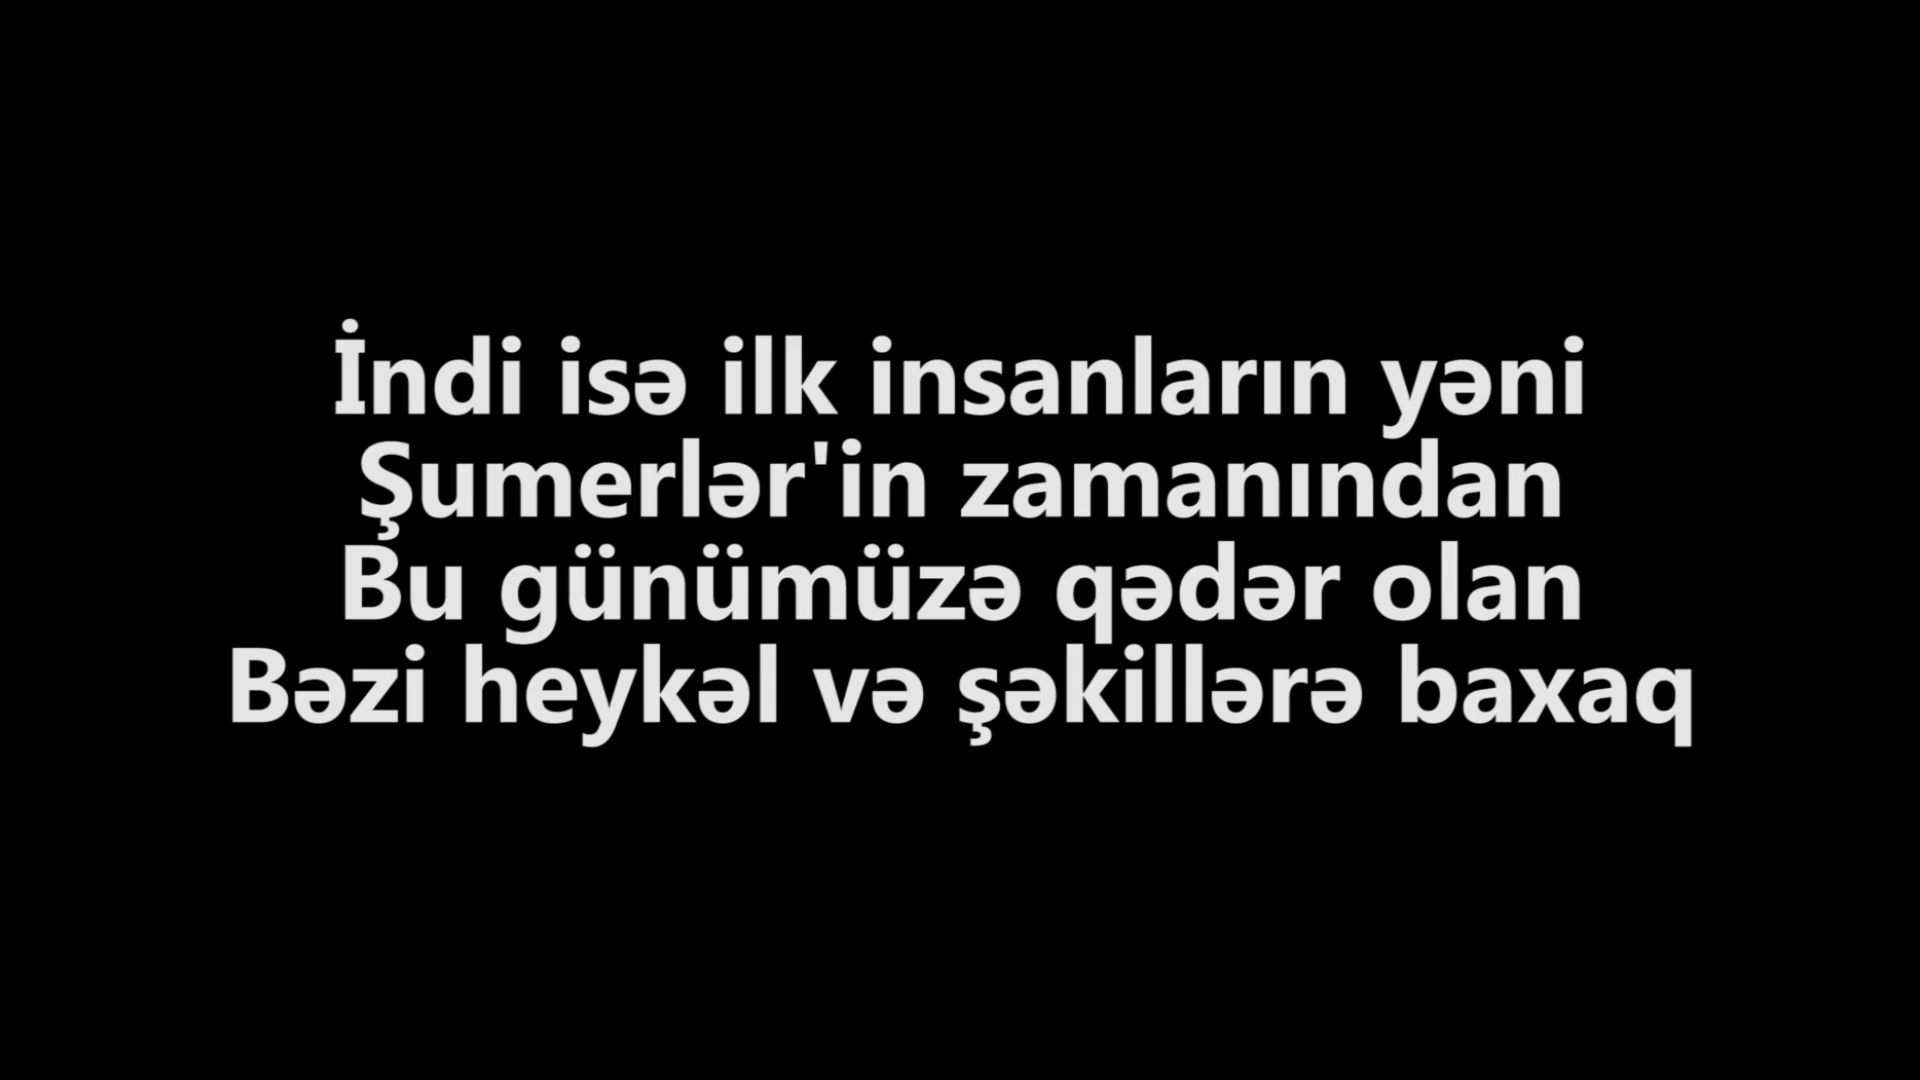 İndi isə ilk insanların yəni
Şumerlər'in zamanından
Bu günümüzə qədər olan
Bəzi heykəl və şəkillərə baxaq